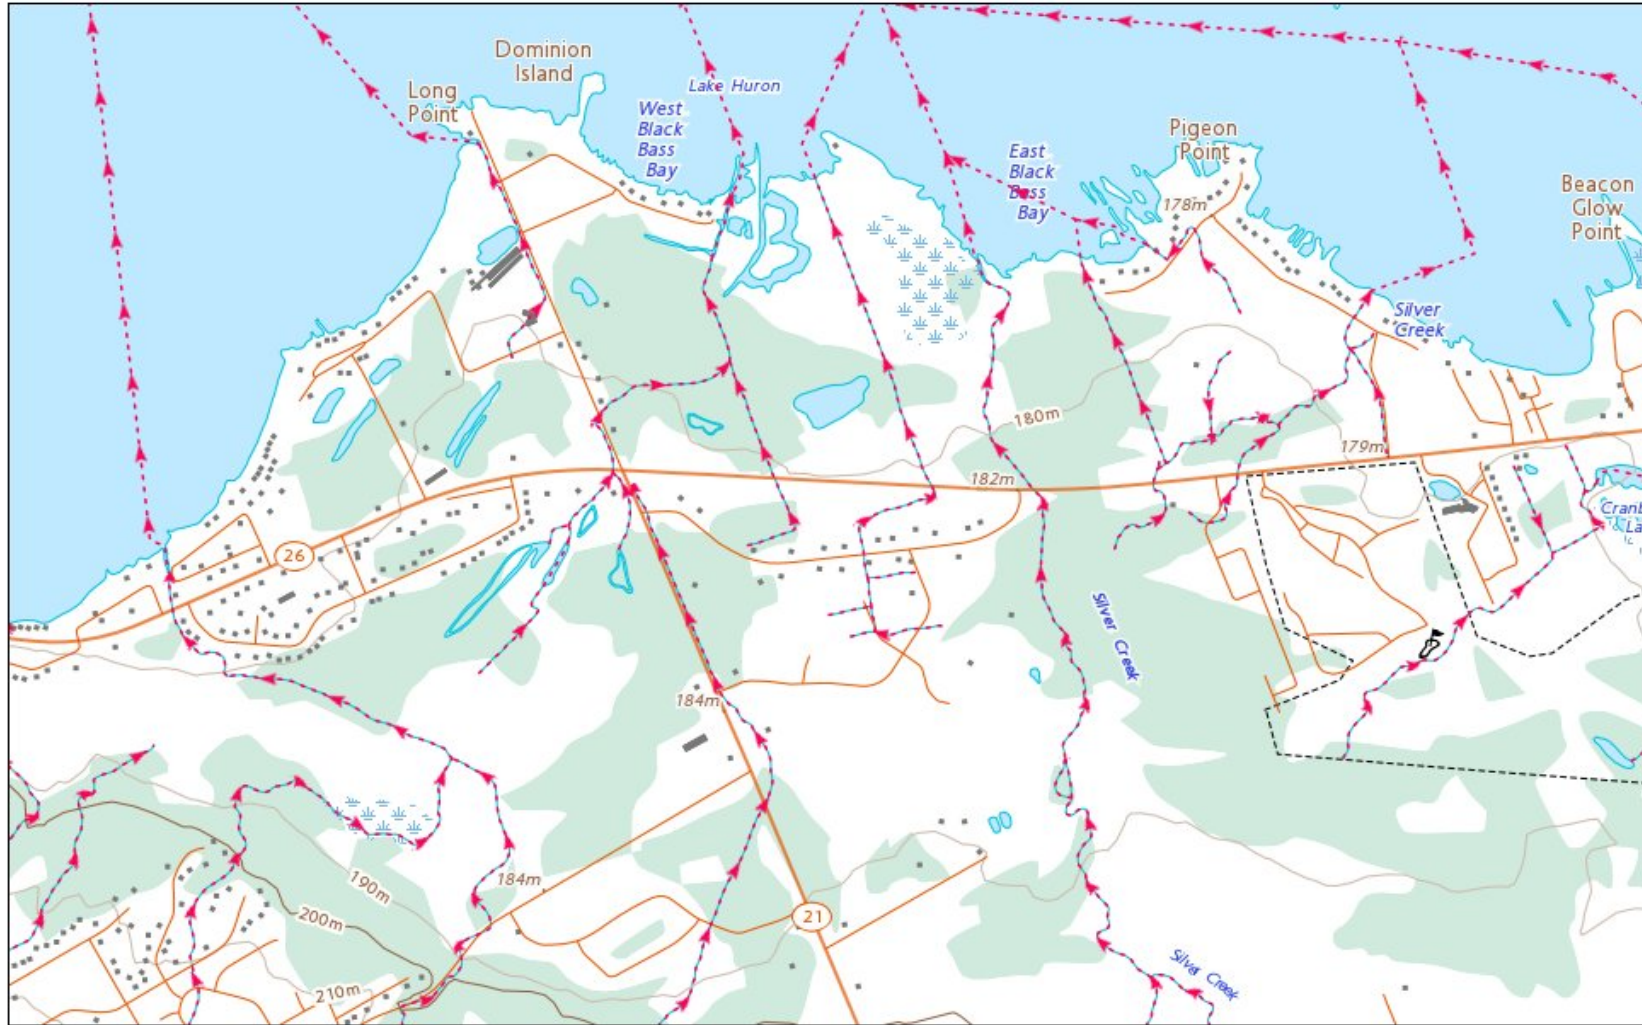 Dominion
Island
Long
Point
Lake Huron
West
Black
Bass
Bay
East
Black
Bass
Bay
Pigeon
Point
178m
Beacon
Glow
Point
Silver
Creek
180m
179m
182m
26
Silver Creek
184m
184m
190m
200m
21
210m
Silver Creek